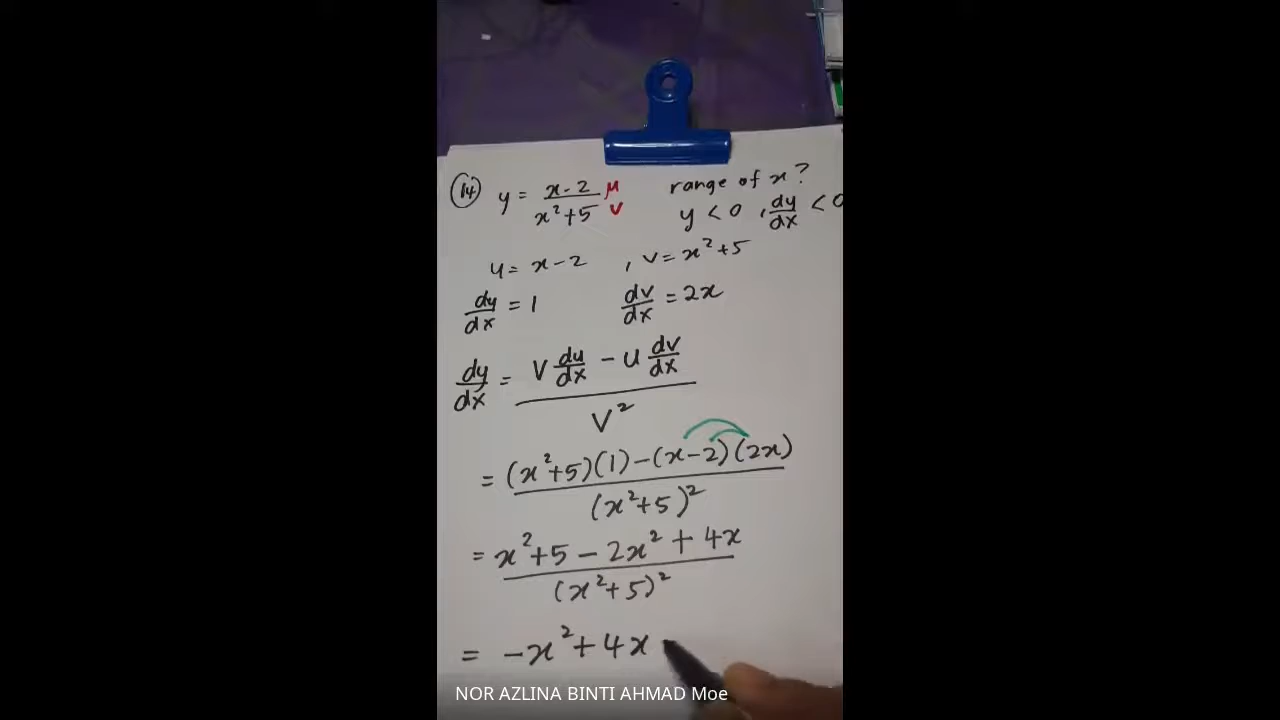 14 y = x-2 / x²+5 μ v range of x?
y < 0 , dy/dx < 0
u = x-2 , v = x²+5
dy/dx = 1 dv/dx = 2x
dy/dx = V du/dx - U dv/dx / V²
= (x²+5)(1)-(x-2)(2x) / (x²+5)²
= x²+5 - 2x² + 4x / (x²+5)²
= -x² + 4x
NOR AZLINA BINTI AHMAD Moe